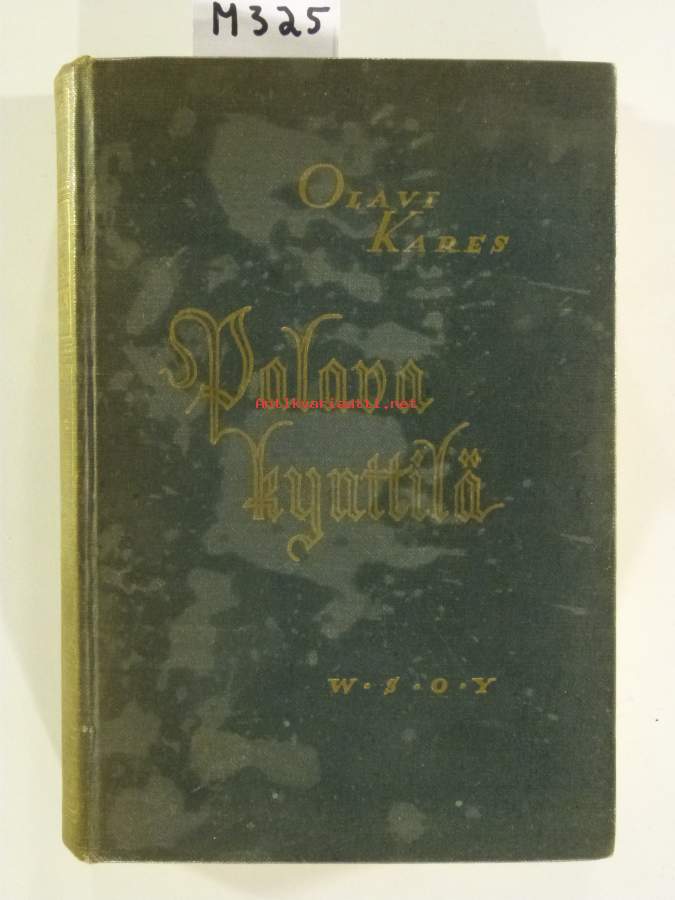 M325
OLAVI
KARES
Palava
Antikvariaatti.net
kynttilä
W·S·O·Y